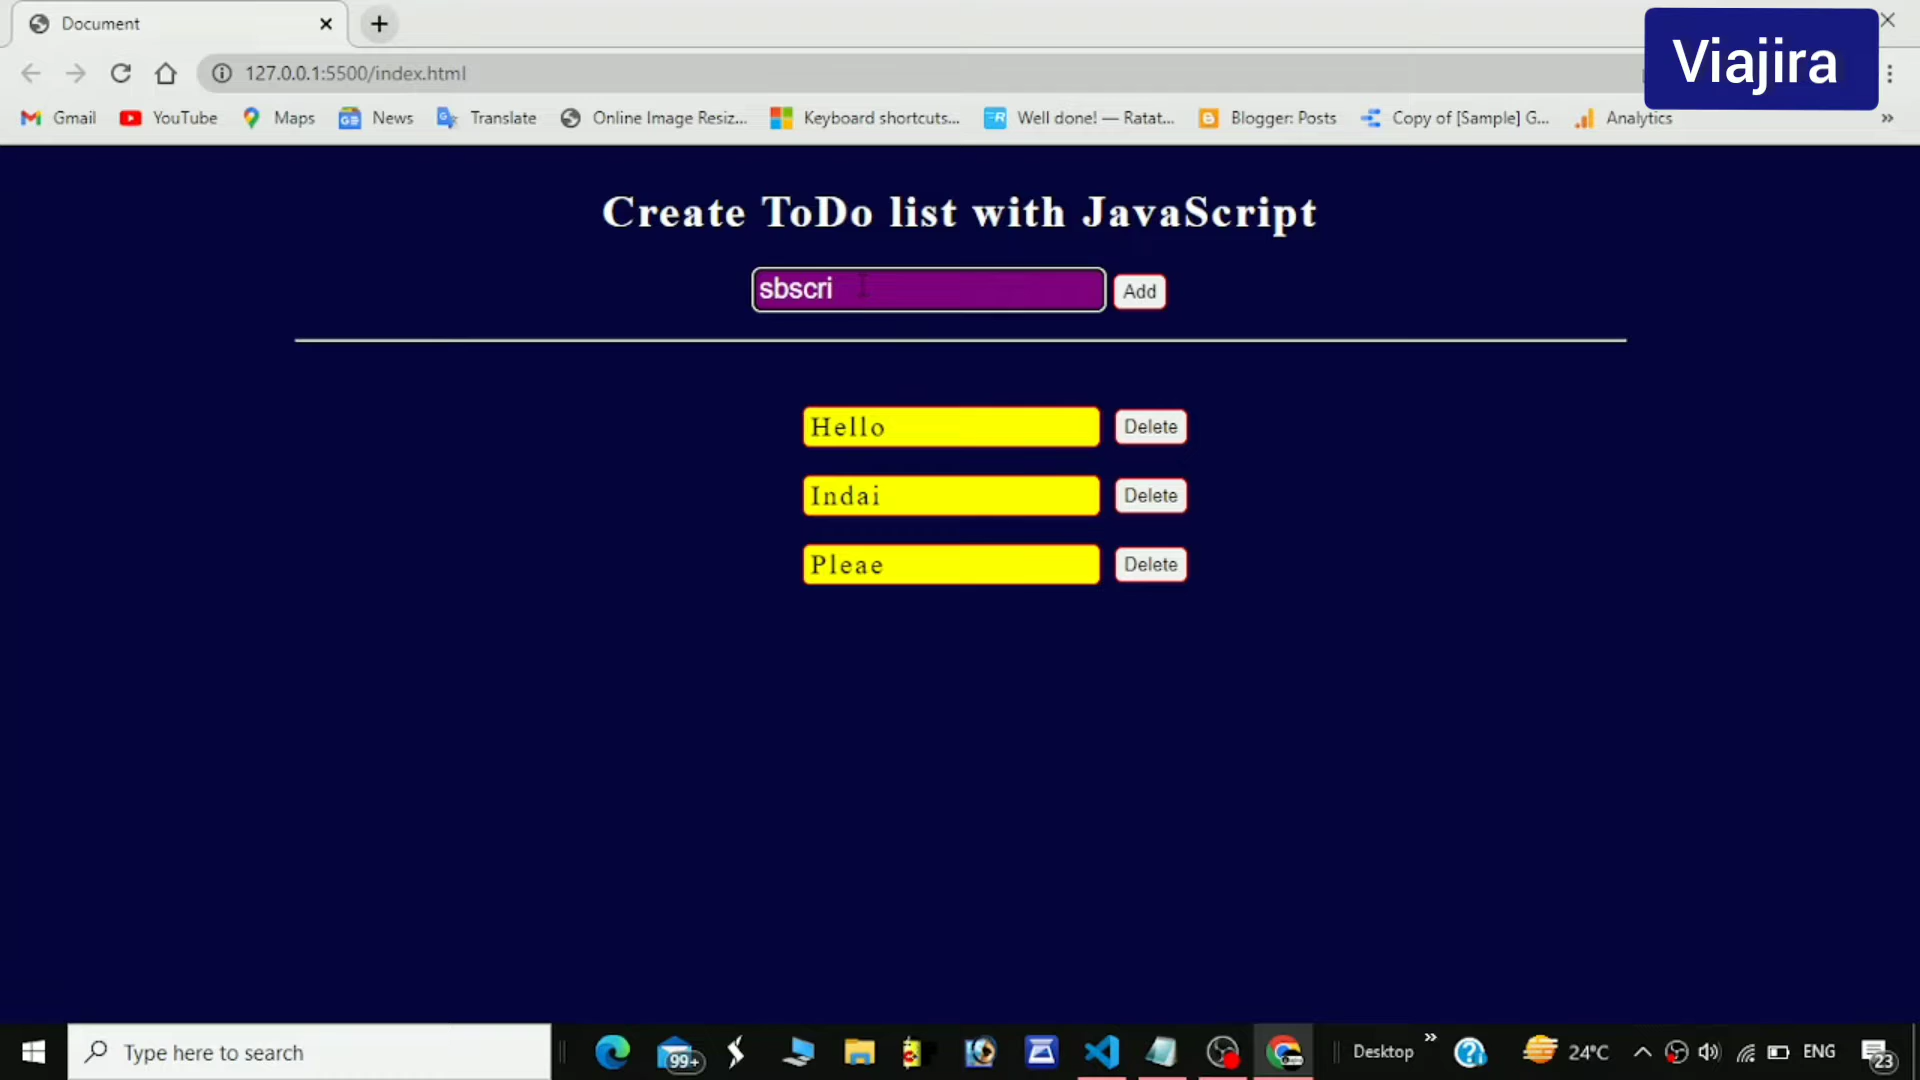 Document
Viajira
127.0.0.1:5500/index.html
Gmail YouTube Maps News Translate Online Image Resiz... Keyboard shortcuts... Well done! — Ratat... Blogger: Posts Copy of [Sample] G... Analytics »
Create ToDo list with JavaScript
sbscri Add
Hello Delete
Indai Delete
Pleae Delete
Type here to search 99+ Desktop » 24°C ENG 23